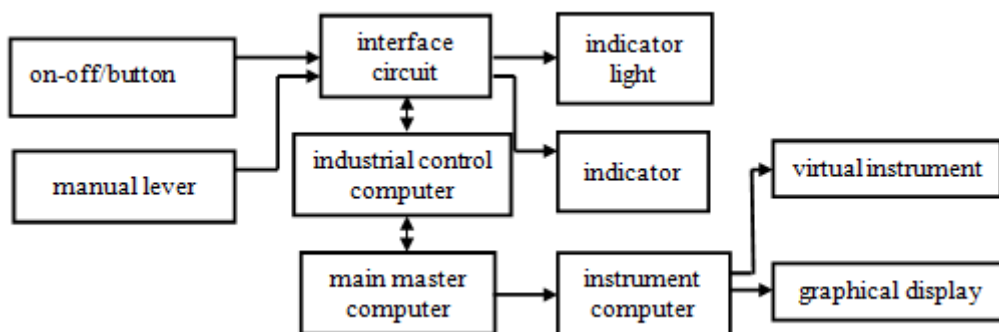 on-off/button
interface
circuit
indicator
light
manual lever
industrial control
computer
indicator
virtual instrument
main master
computer
instrument
computer
graphical display